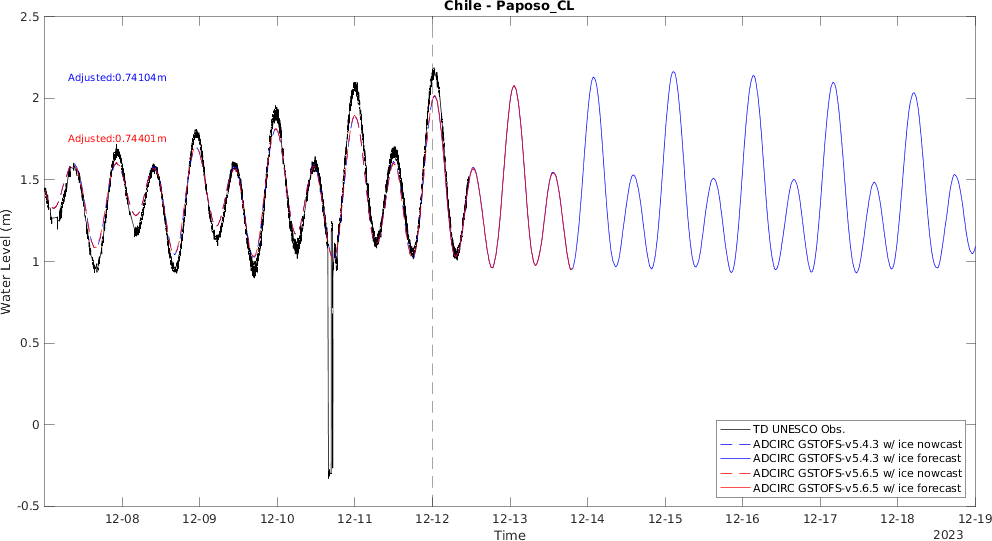 Chile - Paposo_CL
2.5
2
1.5
1
0.5
0
-0.5
Water Level (m)
Adjusted:0.74104m
Adjusted:0.74401m
TD UNESCO Obs.
ADCIRC GSTOFS-v5.4.3 w/ ice nowcast
ADCIRC GSTOFS-v5.4.3 w/ ice forecast
ADCIRC GSTOFS-v5.6.5 w/ ice nowcast
ADCIRC GSTOFS-v5.6.5 w/ ice forecast
12-08 12-09 12-10 12-11 12-12 12-13 12-14 12-15 12-16 12-17 12-18 12-19
Time
2023